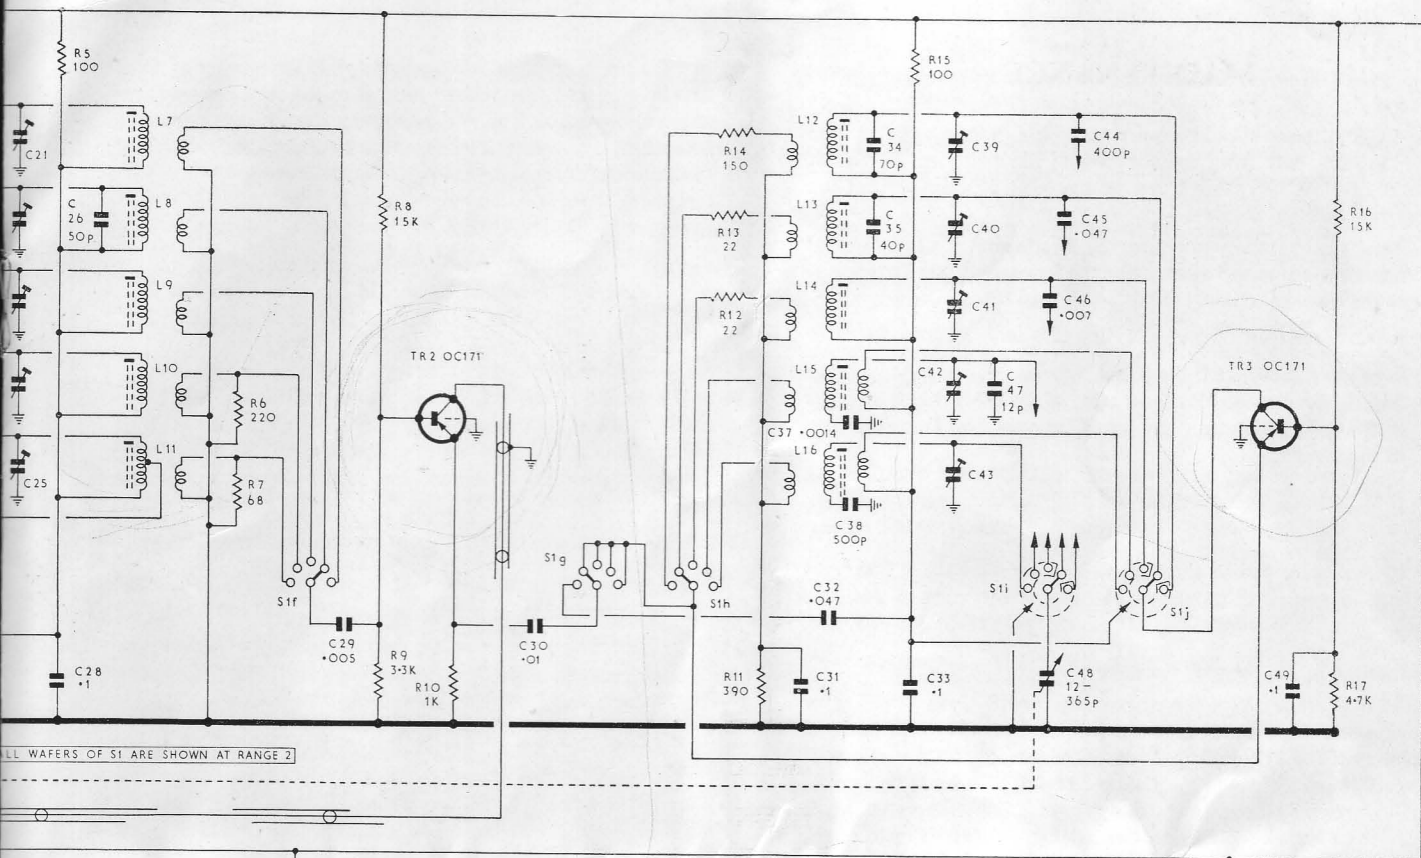 R5
100
C21
L7
C
26
50p
L8
L9
L10
R6
220
C25
L11
R7
68
S1f
C28
·1
C29
·005
R8
15K
TR2 OC171
R9
3·3K
R10
1K
C30
·01
S1g
R14
150
R13
22
R12
22
S1h
L12
C
34
70p
L13
C
35
40p
L14
L15
C37 ·0014
L16
C38
500p
C32
·047
R11
390
C31
·1
C33
·1
R15
100
C39
C40
C41
C42
C
47
12p
C43
C44
400p
C45
·047
C46
·007
S1i
S1j
C48
12–
365p
TR3 OC171
R16
15K
C49
·1
R17
4·7K
ALL WAFERS OF S1 ARE SHOWN AT RANGE 2